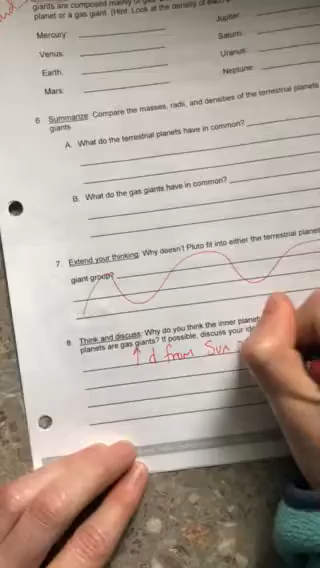 giants are composed mainly of
planet or a gas giant. (Hint: Look at the density of
Mercury: Jupiter:
Venus: Saturn:
Earth: Uranus:
Mars: Neptune:
6. Summarize: Compare the masses, radii, and densities of the terrestrial planets
giants.
A. What do the terrestrial planets have in common?
B. What do the gas giants have in common?
7. Extend your thinking: Why doesn't Pluto fit into either the terrestrial planet
giant group?
8. Think and discuss: Why do you think the inner planets
planets are gas giants? If possible, discuss your
↑ d from Sun